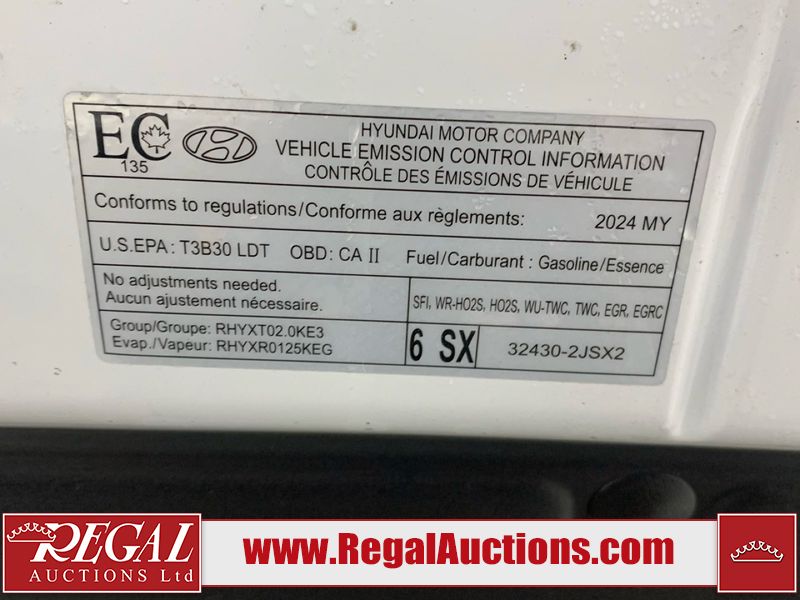 EC
135
HYUNDAI MOTOR COMPANY
VEHICLE EMISSION CONTROL INFORMATION
CONTRÔLE DES ÉMISSIONS DE VÉHICULE
Conforms to regulations/Conforme aux règlements: 2024 MY
U.S.EPA: T3B30 LDT OBD: CA II Fuel/Carburant: Gasoline/Essence
No adjustments needed.
Aucun ajustement nécessaire.
SFI, WR-HO2S, HO2S, WU-TWC, TWC, EGR, EGRC
Group/Groupe: RHYXT02.0KE3
Evap./Vapeur: RHYXR0125KEG
6 SX
32430-2JSX2
REGAL
AUCTIONS Ltd
www.RegalAuctions.com